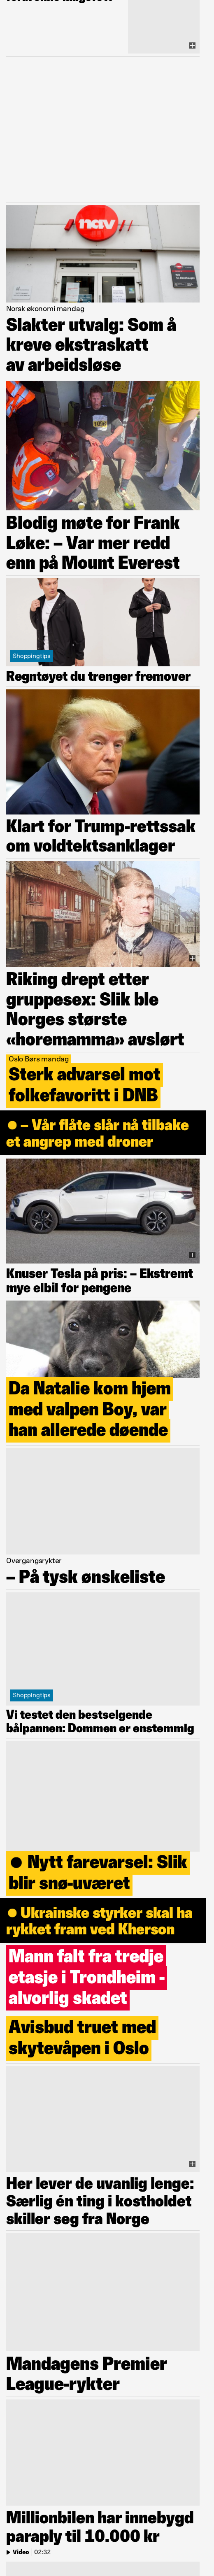 nav
Norsk økonomi mandag
Slakter utvalg: Som å
kreve ekstraskatt
av arbeidsløse
Blodig møte for Frank
Løke: – Var mer redd
enn på Mount Everest
Shoppingtips
Regntøyet du trenger fremover
Klart for Trump-rettssak
om voldtektsanklager
Riking drept etter
gruppesex: Slik ble
Norges største
«horemamma» avslørt
Oslo Børs mandag
Sterk advarsel mot
folkefavoritt i DNB
● – Vår flåte slår nå tilbake
et angrep med droner
Knuser Tesla på pris: – Ekstremt
mye elbil for pengene
Da Natalie kom hjem
med valpen Boy, var
han allerede døende
Overgangsrykter
– På tysk ønskeliste
Shoppingtips
Vi testet den bestselgende
bålpannen: Dommen er enstemmig
● Nytt farevarsel: Slik
blir snø-uværet
● Ukrainske styrker skal ha
rykket fram ved Kherson
Mann falt fra tredje
etasje i Trondheim -
alvorlig skadet
Avisbud truet med
skytevåpen i Oslo
Her lever de uvanlig lenge:
Særlig én ting i kostholdet
skiller seg fra Norge
Mandagens Premier
League-rykter
Millionbilen har innebygd
paraply til 10.000 kr
Video | 02:32